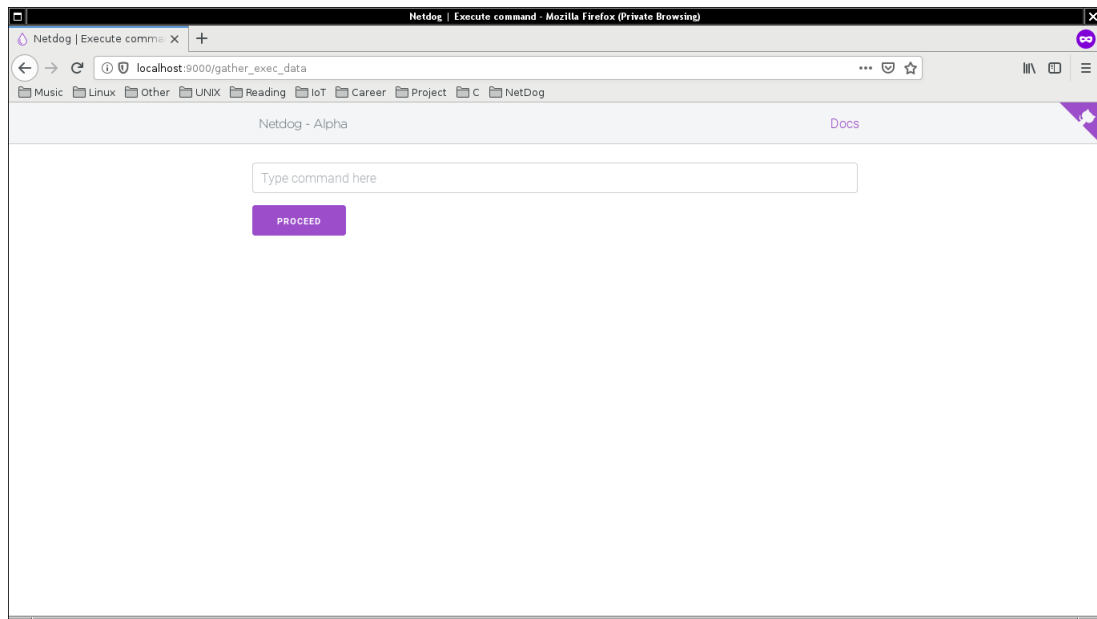 Netdog | Execute command - Mozilla Firefox (Private Browsing)
Netdog | Execute comma
localhost:9000/gather_exec_data
Music Linux Other UNIX Reading IoT Career Project C NetDog
Netdog - Alpha Docs
Type command here
PROCEED